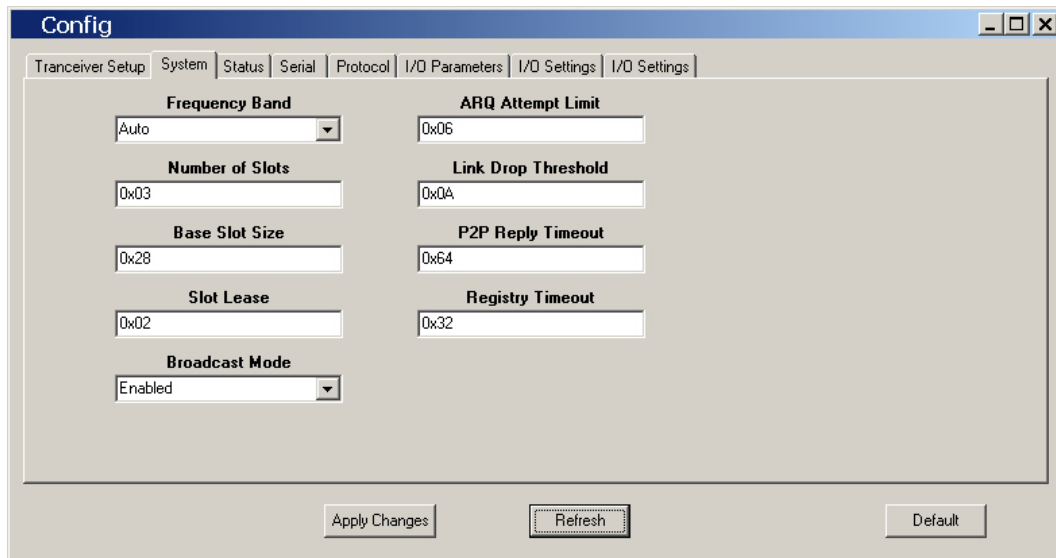 Config
Tranceiver Setup System Status Serial Protocol I/O Parameters I/O Settings I/O Settings
Frequency Band
Auto
Number of Slots
0x03
Base Slot Size
0x28
Slot Lease
0x02
Broadcast Mode
Enabled
ARQ Attempt Limit
0x06
Link Drop Threshold
0x0A
P2P Reply Timeout
0x64
Registry Timeout
0x32
Apply Changes Refresh Default